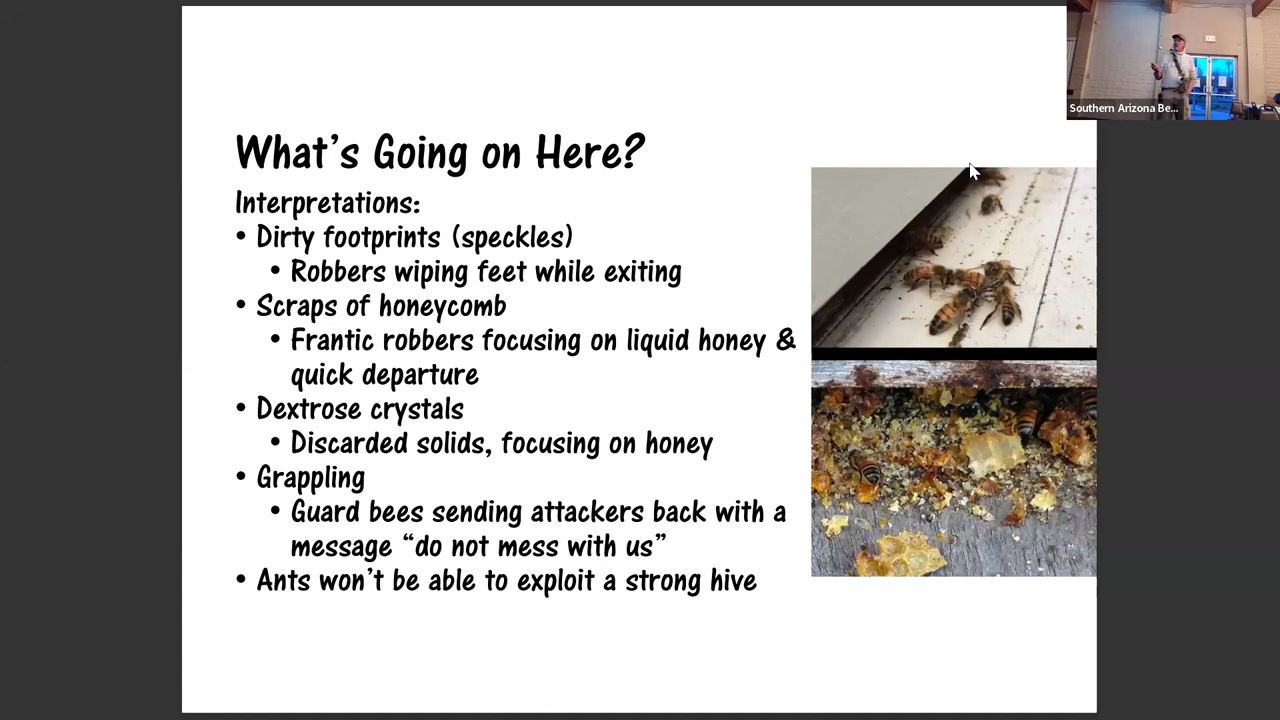 Southern Arizona Be...
What's Going on Here?
Interpretations:
• Dirty footprints (speckles)
• Robbers wiping feet while exiting
• Scraps of honeycomb
• Frantic robbers focusing on liquid honey &
quick departure
• Dextrose crystals
• Discarded solids, focusing on honey
• Grappling
• Guard bees sending attackers back with a
message “do not mess with us”
• Ants won't be able to exploit a strong hive